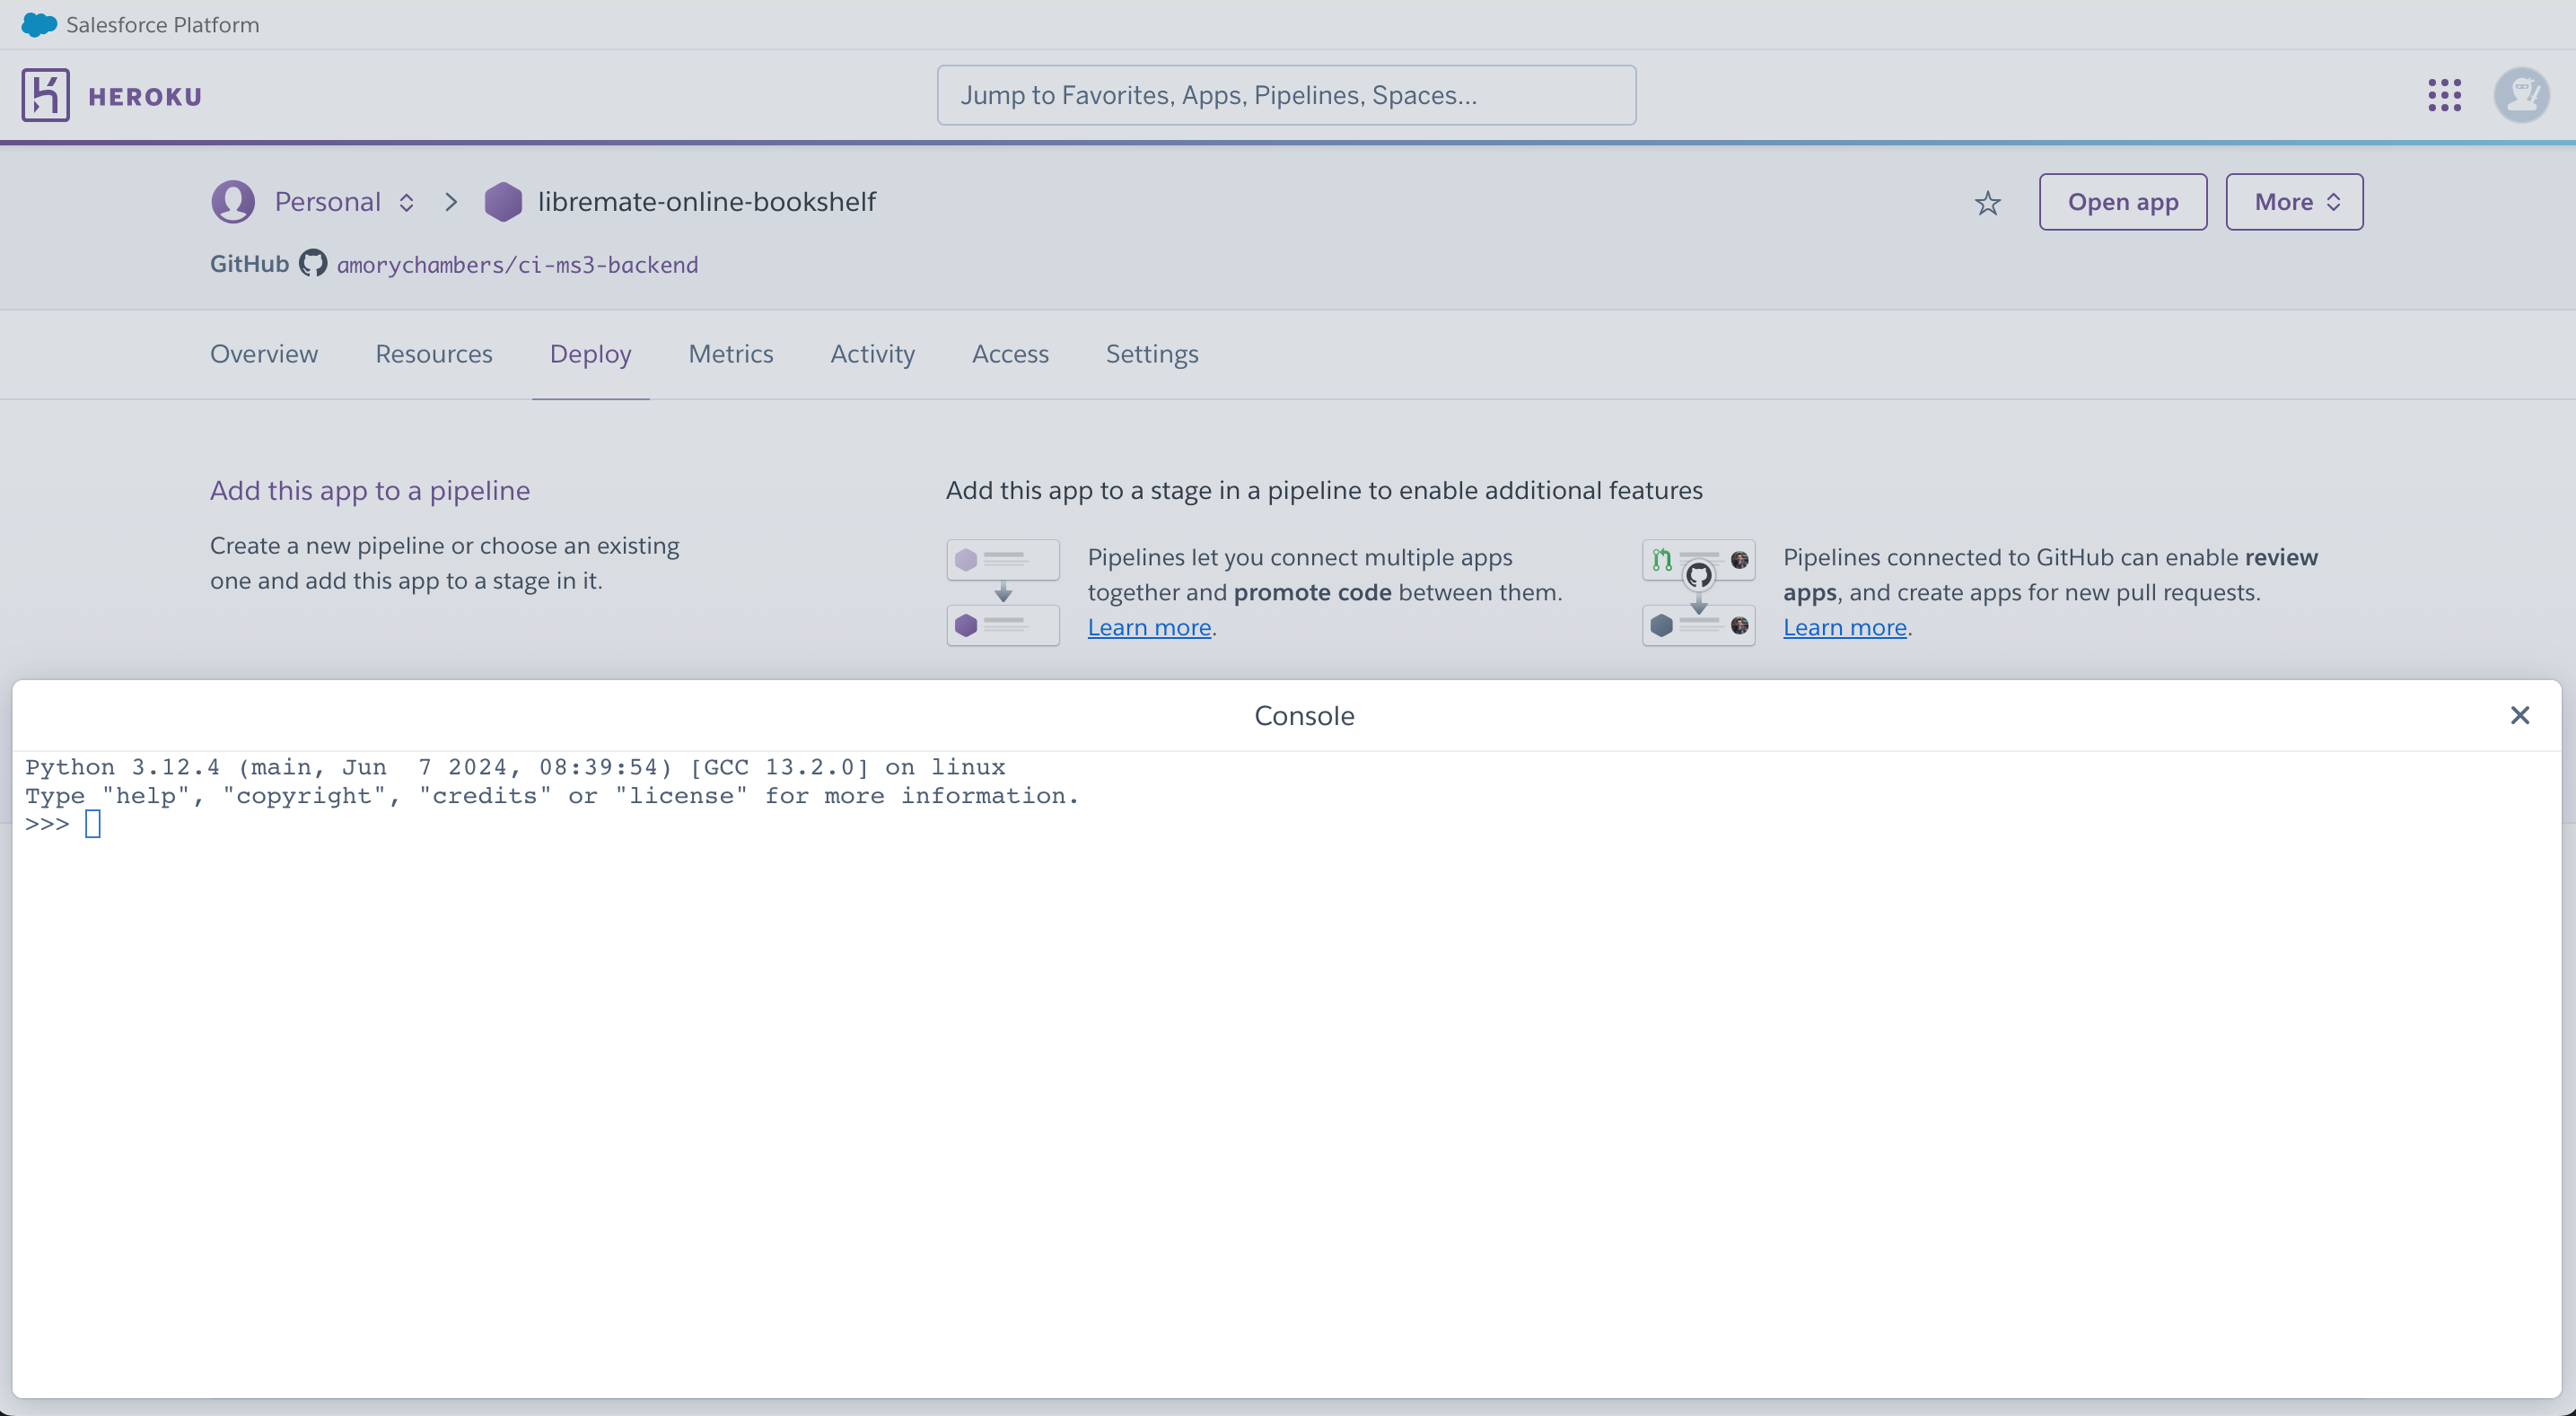 Salesforce Platform
HEROKU
Jump to Favorites, Apps, Pipelines, Spaces...
Personal
libremate-online-bookshelf
Open app
More
GitHub amorychambers/ci-ms3-backend
Overview
Resources
Deploy
Metrics
Activity
Access
Settings
Add this app to a pipeline
Create a new pipeline or choose an existing
one and add this app to a stage in it.
Add this app to a stage in a pipeline to enable additional features
Pipelines let you connect multiple apps
together and promote code between them.
Learn more.
Pipelines connected to GitHub can enable review
apps, and create apps for new pull requests.
Learn more.
Console
Python 3.12.4 (main, Jun  7 2024, 08:39:54) [GCC 13.2.0] on linux
Type "help", "copyright", "credits" or "license" for more information.
>>>